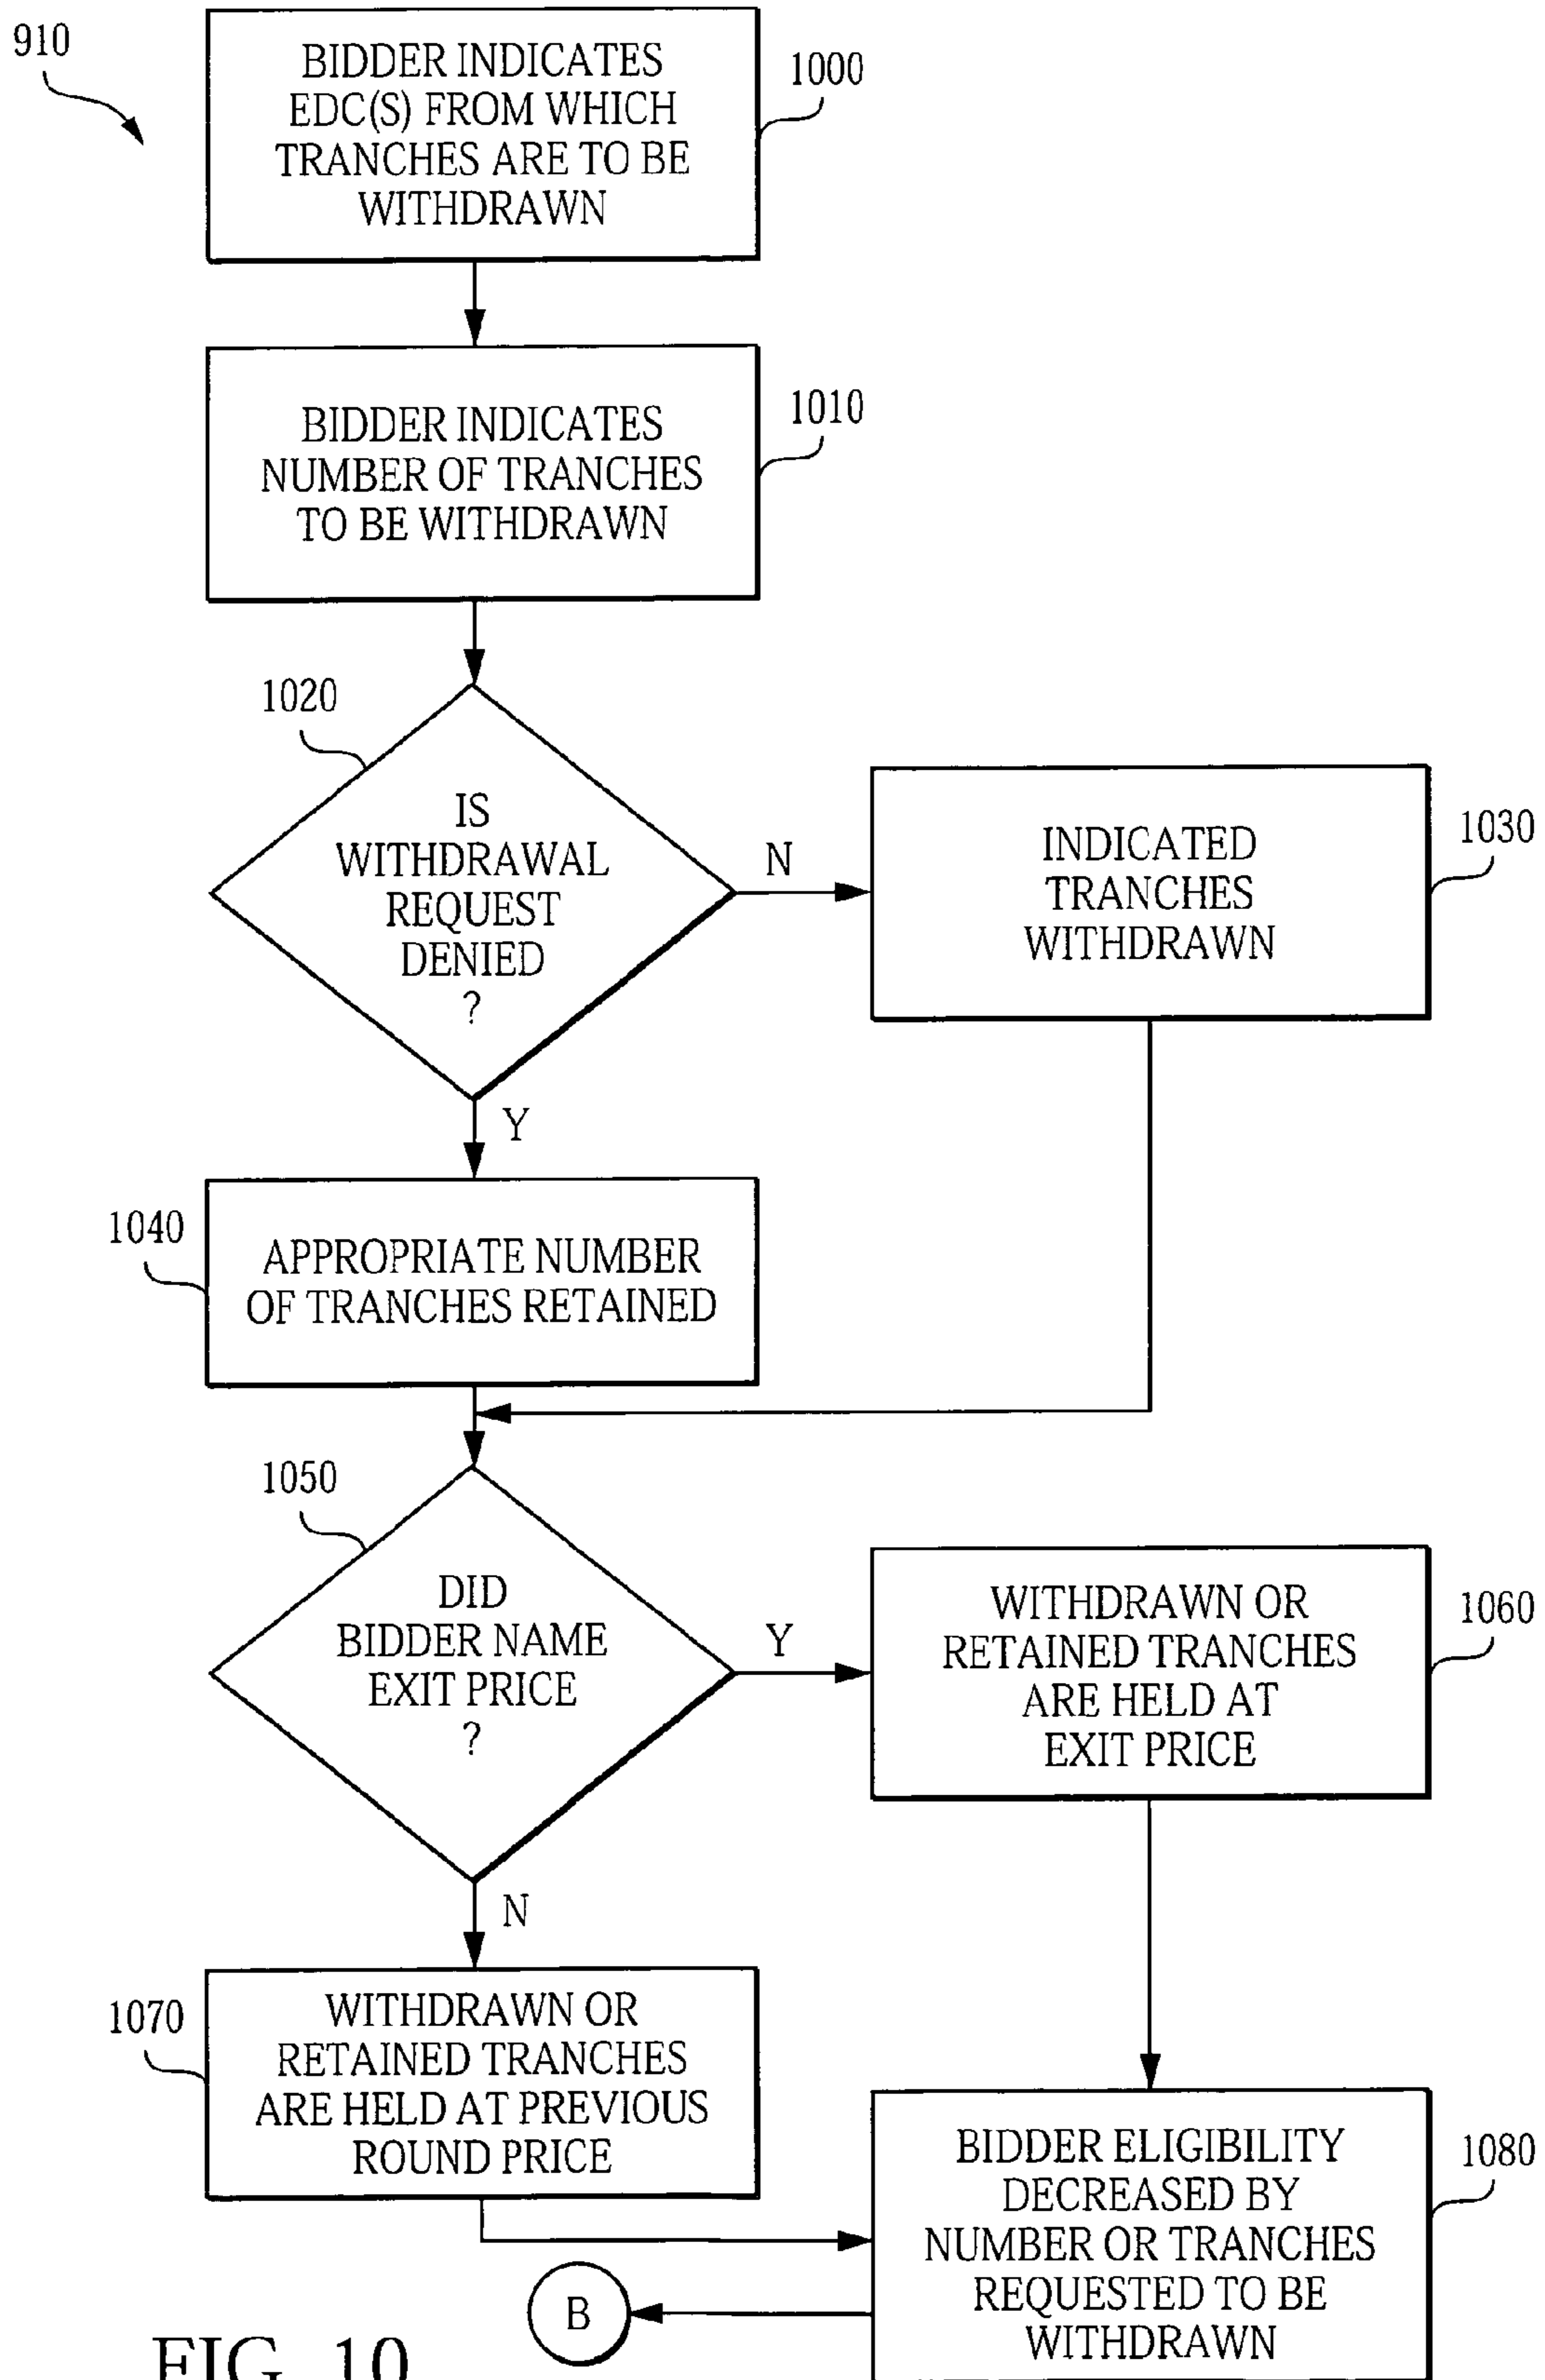 910
BIDDER INDICATES
EDC(S) FROM WHICH
TRANCHES ARE TO BE
WITHDRAWN
1000
BIDDER INDICATES
NUMBER OF TRANCHES
TO BE WITHDRAWN
1010
1020
IS
WITHDRAWAL
REQUEST
DENIED
?
N
Y
INDICATED
TRANCHES
WITHDRAWN
1030
1040
APPROPRIATE NUMBER
OF TRANCHES RETAINED
1050
DID
BIDDER NAME
EXIT PRICE
?
Y
N
WITHDRAWN OR
RETAINED TRANCHES
ARE HELD AT
EXIT PRICE
1060
1070
WITHDRAWN OR
RETAINED TRANCHES
ARE HELD AT PREVIOUS
ROUND PRICE
BIDDER ELIGIBILITY
DECREASED BY
NUMBER OR TRANCHES
REQUESTED TO BE
WITHDRAWN
1080
B
FIG. 10